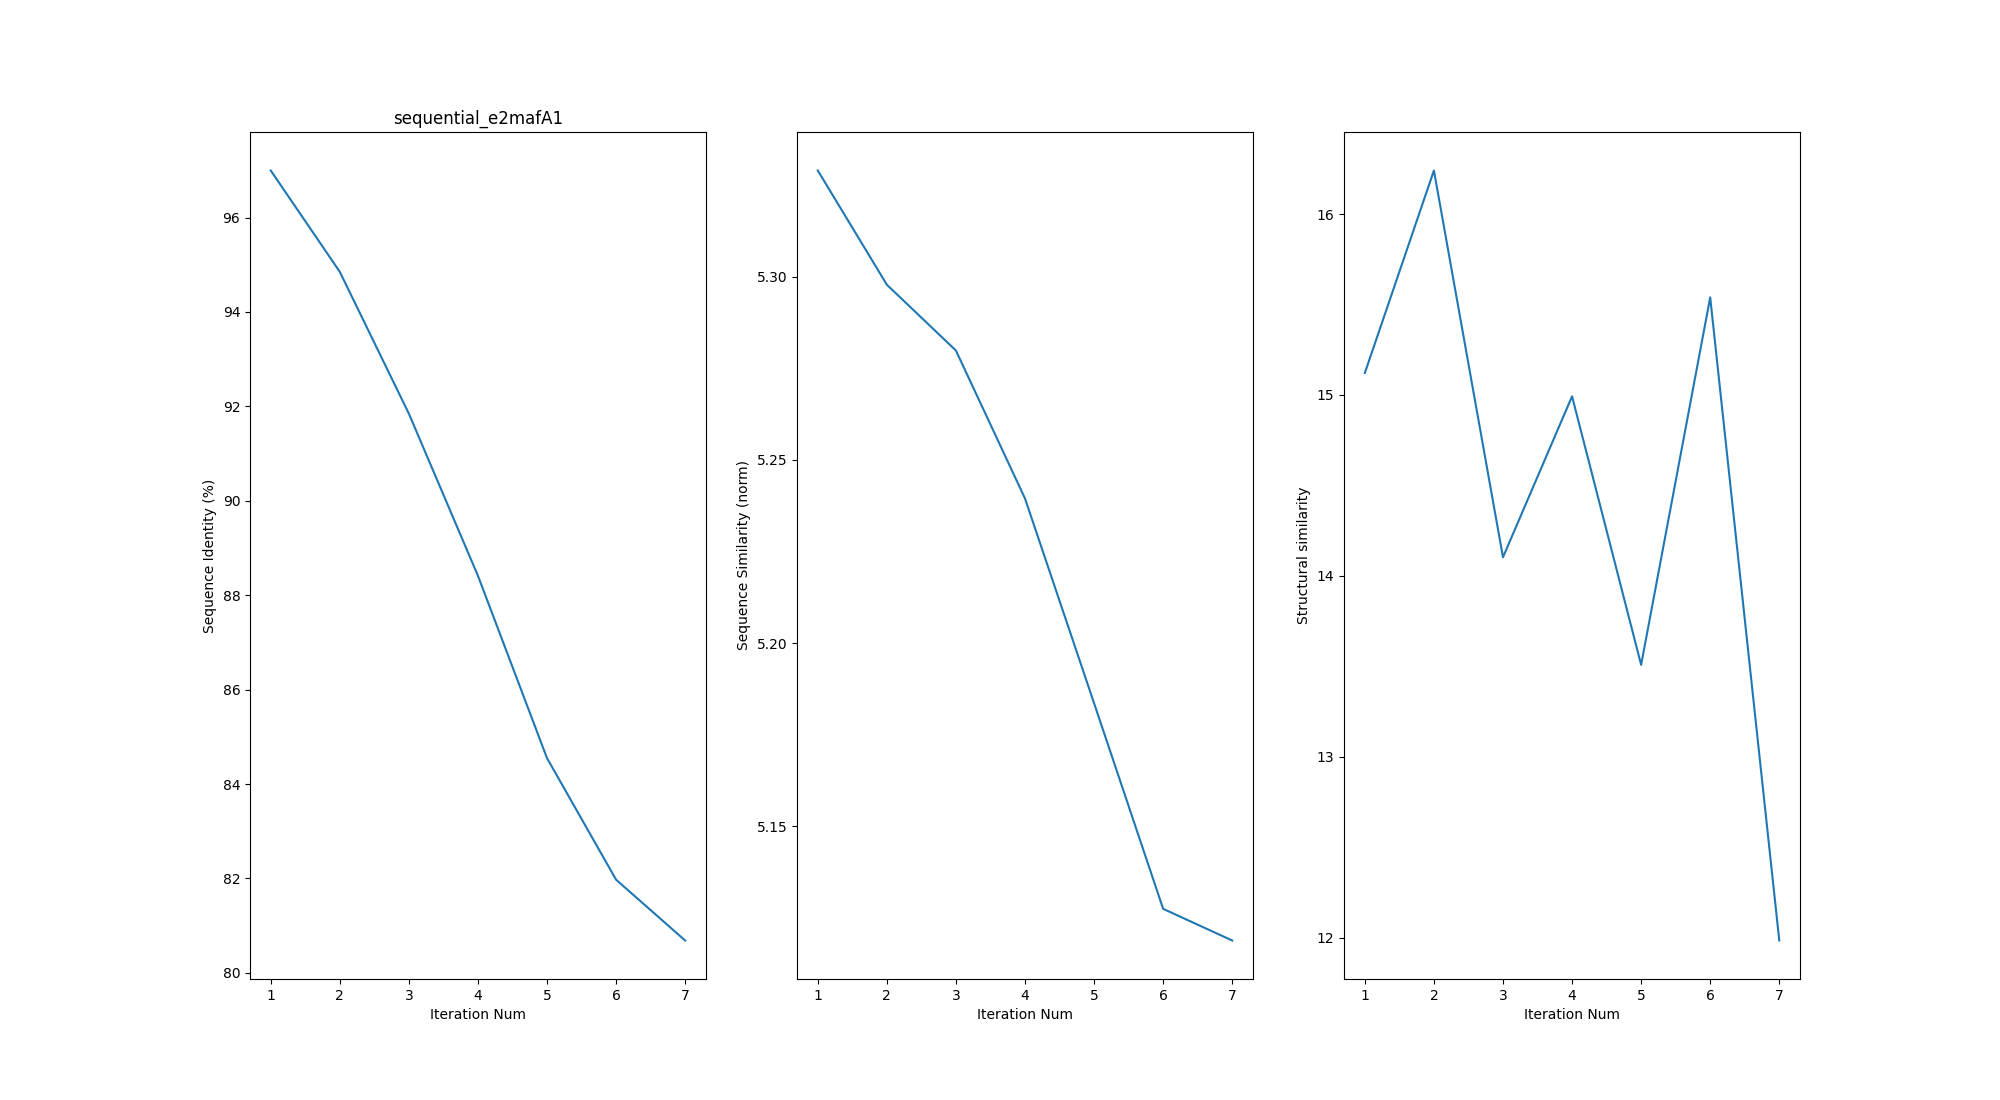 sequential_e2mafA1
Sequence Identity (%)
96
94
92
90
88
86
84
82
80
1 2 3 4 5 6 7
Iteration Num
Sequence Similarity (norm)
5.30
5.25
5.20
5.15
1 2 3 4 5 6 7
Iteration Num
Structural similarity
16
15
14
13
12
1 2 3 4 5 6 7
Iteration Num